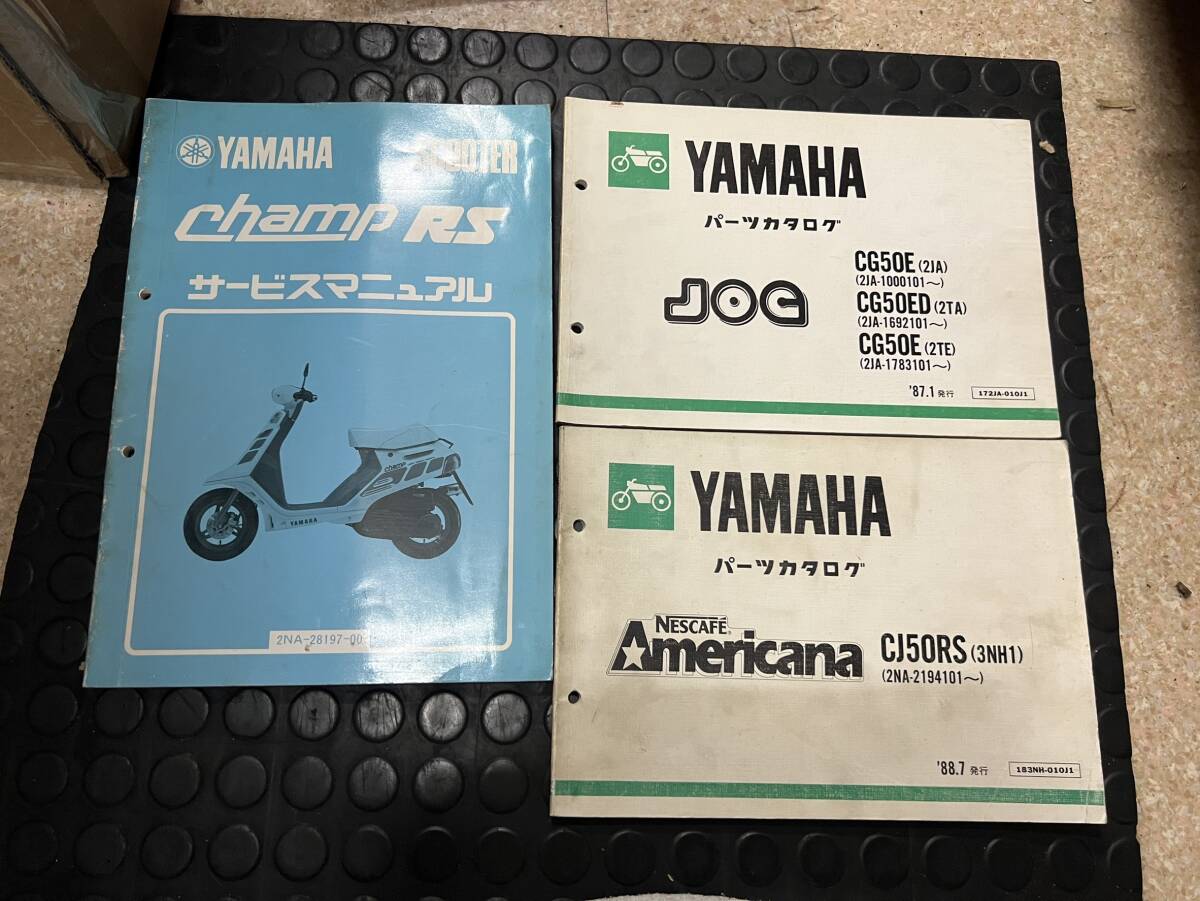 YAMAHA SCOOTER
Champ RS
サービスマニュアル
champ
YAMAHA
2NA-28197-00
YAMAHA
パーツカタログ
JOG
CG50E (2JA)
(2JA-1000101~)
CG50ED (2TA)
(2JA-1692101~)
CG50E (2TE)
(2JA-1783101~)
'87.1 発行
172JA-010J1
YAMAHA
パーツカタログ
NESCAFÉ®
Americana
CJ50RS (3NH1)
(2NA-2194101~)
'88.7 発行
183NH-010J1